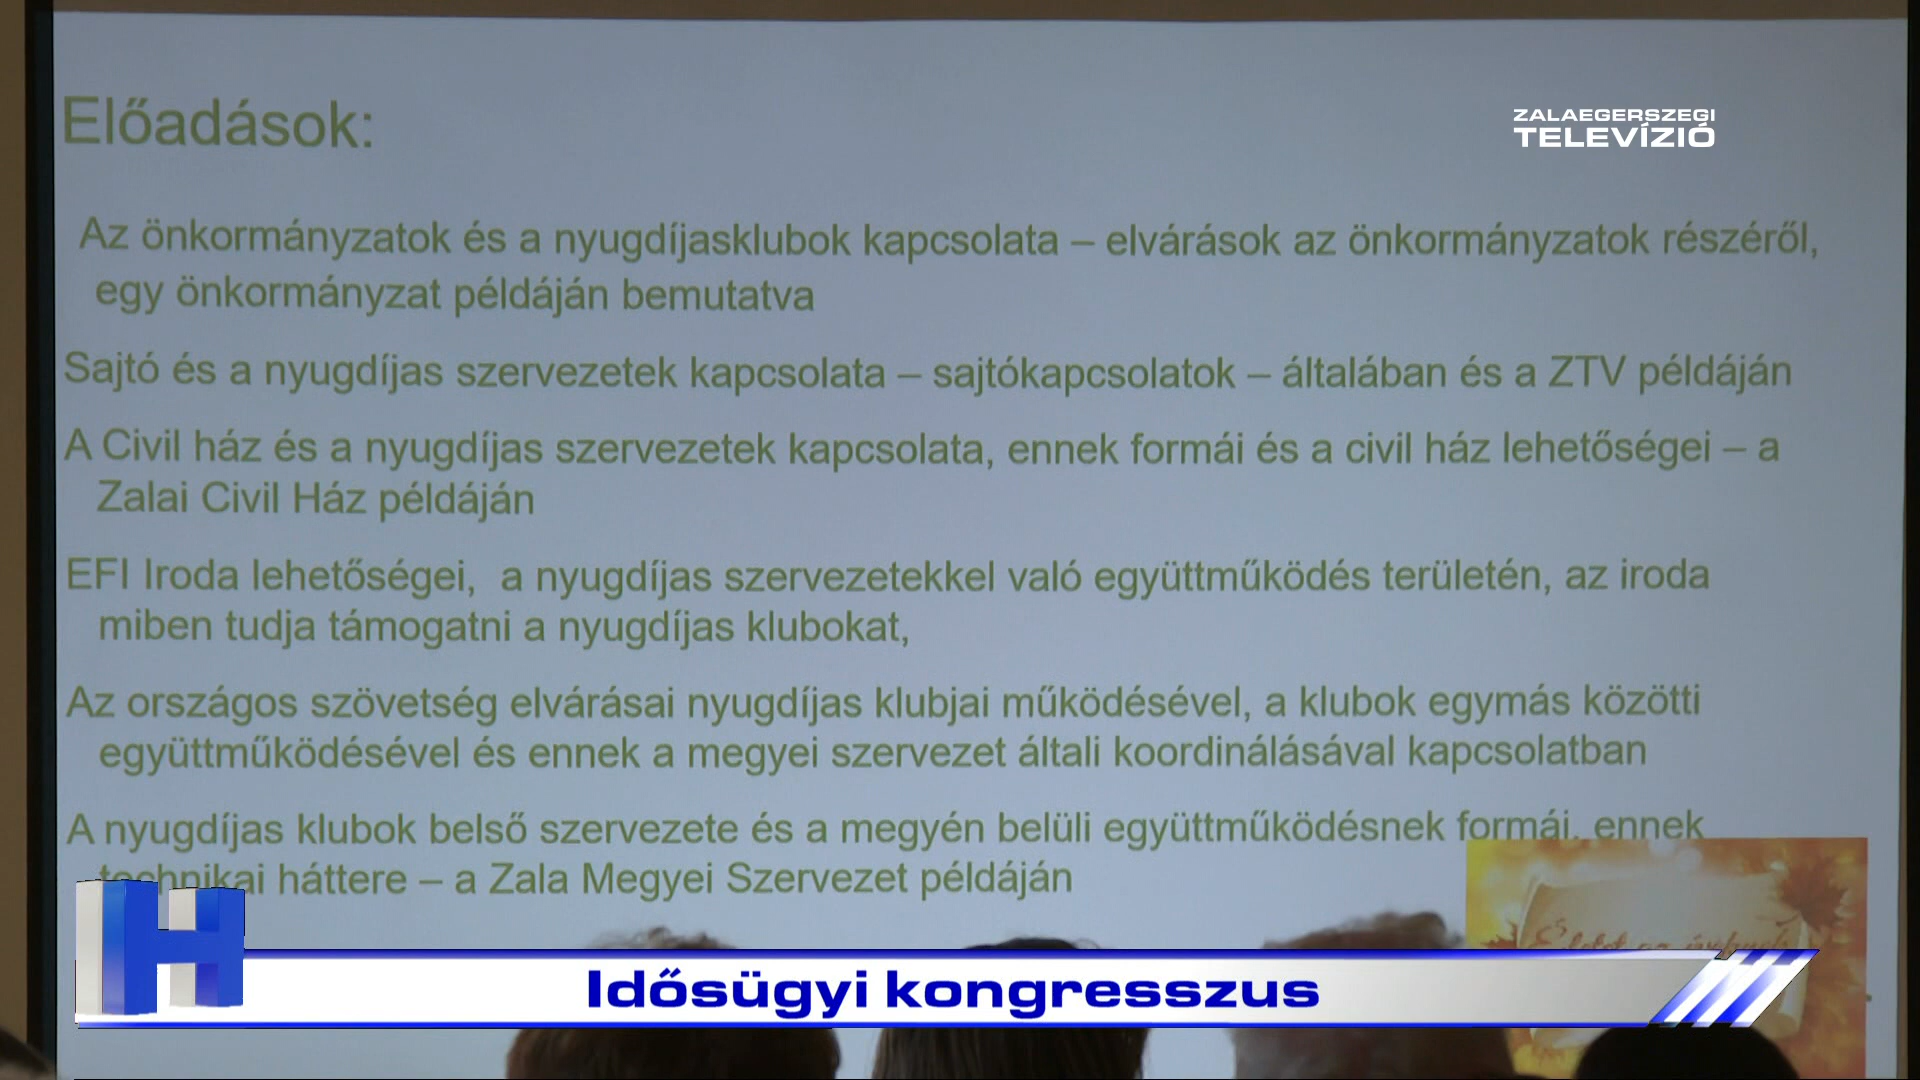 Előadások:
ZALAEGERSZEGI
TELEVÍZIÓ
Az önkormányzatok és a nyugdíjasklubok kapcsolata – elvárások az önkormányzatok részéről,
egy önkormányzat példáján bemutatva
Sajtó és a nyugdíjas szervezetek kapcsolata – sajtókapcsolatok – általában és a ZTV példáján
A Civil ház és a nyugdíjas szervezetek kapcsolata, ennek formái és a civil ház lehetőségei – a
Zalai Civil Ház példáján
EFI Iroda lehetőségei, a nyugdíjas szervezetekkel való együttműködés területén, az iroda
miben tudja támogatni a nyugdíjas klubokat,
Az országos szövetség elvárásai nyugdíjas klubjai működésével, a klubok egymás közötti
együttműködésével és ennek a megyei szervezet általi koordinálásával kapcsolatban
A nyugdíjas klubok belső szervezete és a megyén belüli együttműködésnek formái, ennek
technikai háttere – a Zala Megyei Szervezet példáján
H
Idősügyi kongresszus